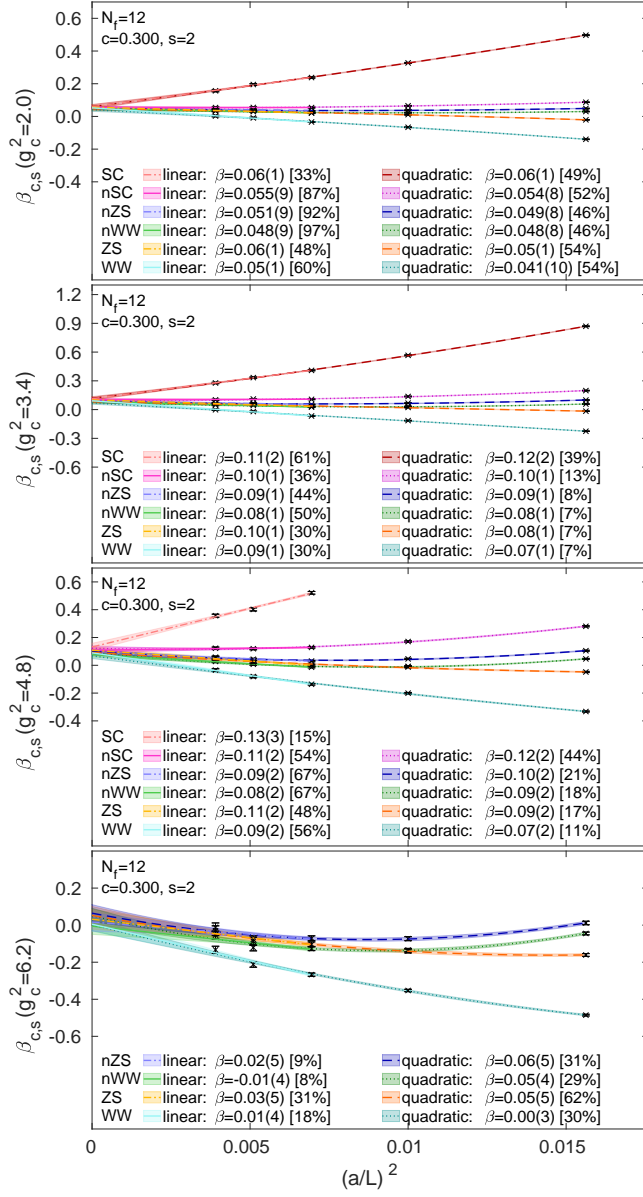 N_f=12
c=0.300, s=2
β_{c,s} (g_c^2=2.0)
0.6
0.4
0.2
0.0
-0.2
-0.4
SC linear: β=0.06(1) [33%] quadratic: β=0.06(1) [49%]
nSC linear: β=0.055(9) [87%] quadratic: β=0.054(8) [52%]
nZS linear: β=0.051(9) [92%] quadratic: β=0.049(8) [46%]
nWW linear: β=0.048(9) [97%] quadratic: β=0.048(8) [46%]
ZS linear: β=0.06(1) [48%] quadratic: β=0.05(1) [54%]
WW linear: β=0.05(1) [60%] quadratic: β=0.041(10) [54%]
N_f=12
c=0.300, s=2
β_{c,s} (g_c^2=3.4)
1.2
0.9
0.6
0.3
0.0
-0.3
-0.6
SC linear: β=0.11(2) [61%] quadratic: β=0.12(2) [39%]
nSC linear: β=0.10(1) [36%] quadratic: β=0.10(1) [13%]
nZS linear: β=0.09(1) [44%] quadratic: β=0.09(1) [8%]
nWW linear: β=0.08(1) [50%] quadratic: β=0.08(1) [7%]
ZS linear: β=0.10(1) [30%] quadratic: β=0.08(1) [7%]
WW linear: β=0.09(1) [30%] quadratic: β=0.07(1) [7%]
N_f=12
c=0.300, s=2
β_{c,s} (g_c^2=4.8)
0.6
0.4
0.2
0.0
-0.2
-0.4
SC linear: β=0.13(3) [15%]
nSC linear: β=0.11(2) [54%] quadratic: β=0.12(2) [44%]
nZS linear: β=0.09(2) [67%] quadratic: β=0.10(2) [21%]
nWW linear: β=0.08(2) [67%] quadratic: β=0.09(2) [18%]
ZS linear: β=0.11(2) [48%] quadratic: β=0.09(2) [17%]
WW linear: β=0.09(2) [56%] quadratic: β=0.07(2) [11%]
N_f=12
c=0.300, s=2
β_{c,s} (g_c^2=6.2)
0.2
0.0
-0.2
-0.4
-0.6
nZS linear: β=0.02(5) [9%] quadratic: β=0.06(5) [31%]
nWW linear: β=-0.01(4) [8%] quadratic: β=0.05(4) [29%]
ZS linear: β=0.03(5) [31%] quadratic: β=0.05(5) [62%]
WW linear: β=0.01(4) [18%] quadratic: β=0.00(3) [30%]
0 0.005 0.01 0.015
(a/L)^2